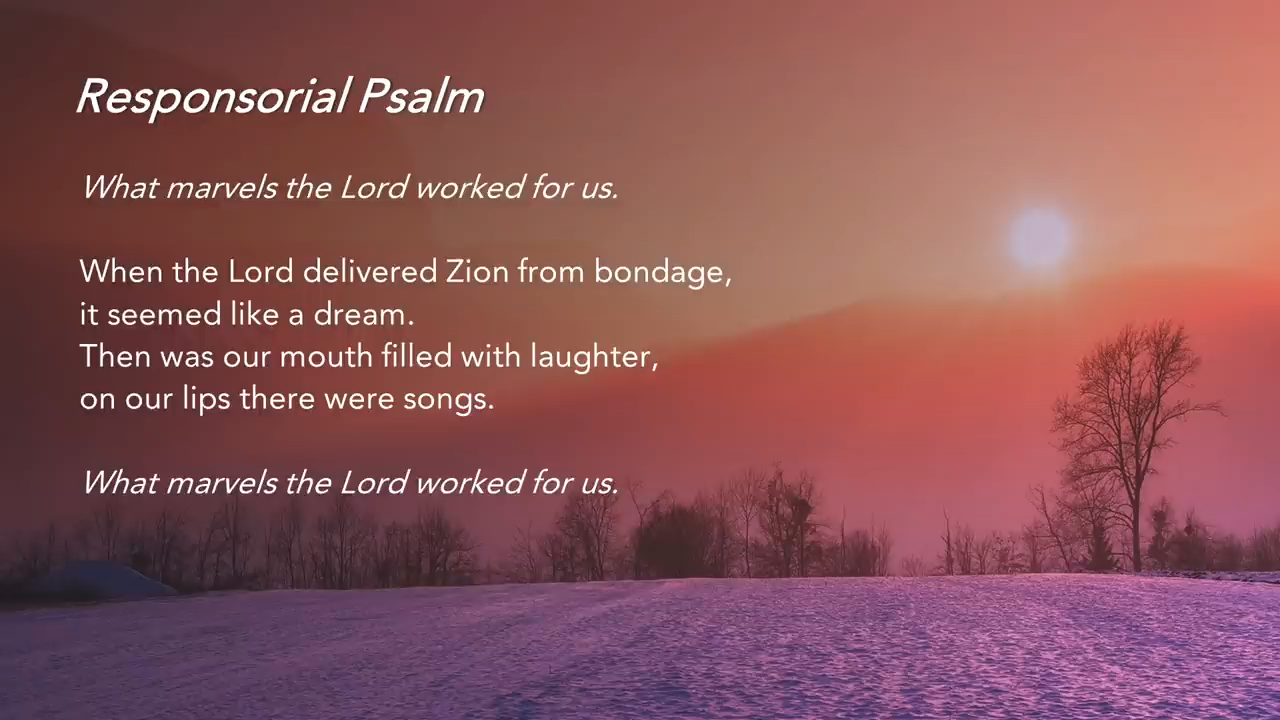 Responsorial Psalm
What marvels the Lord worked for us.
When the Lord delivered Zion from bondage,
it seemed like a dream.
Then was our mouth filled with laughter,
on our lips there were songs.
What marvels the Lord worked for us.